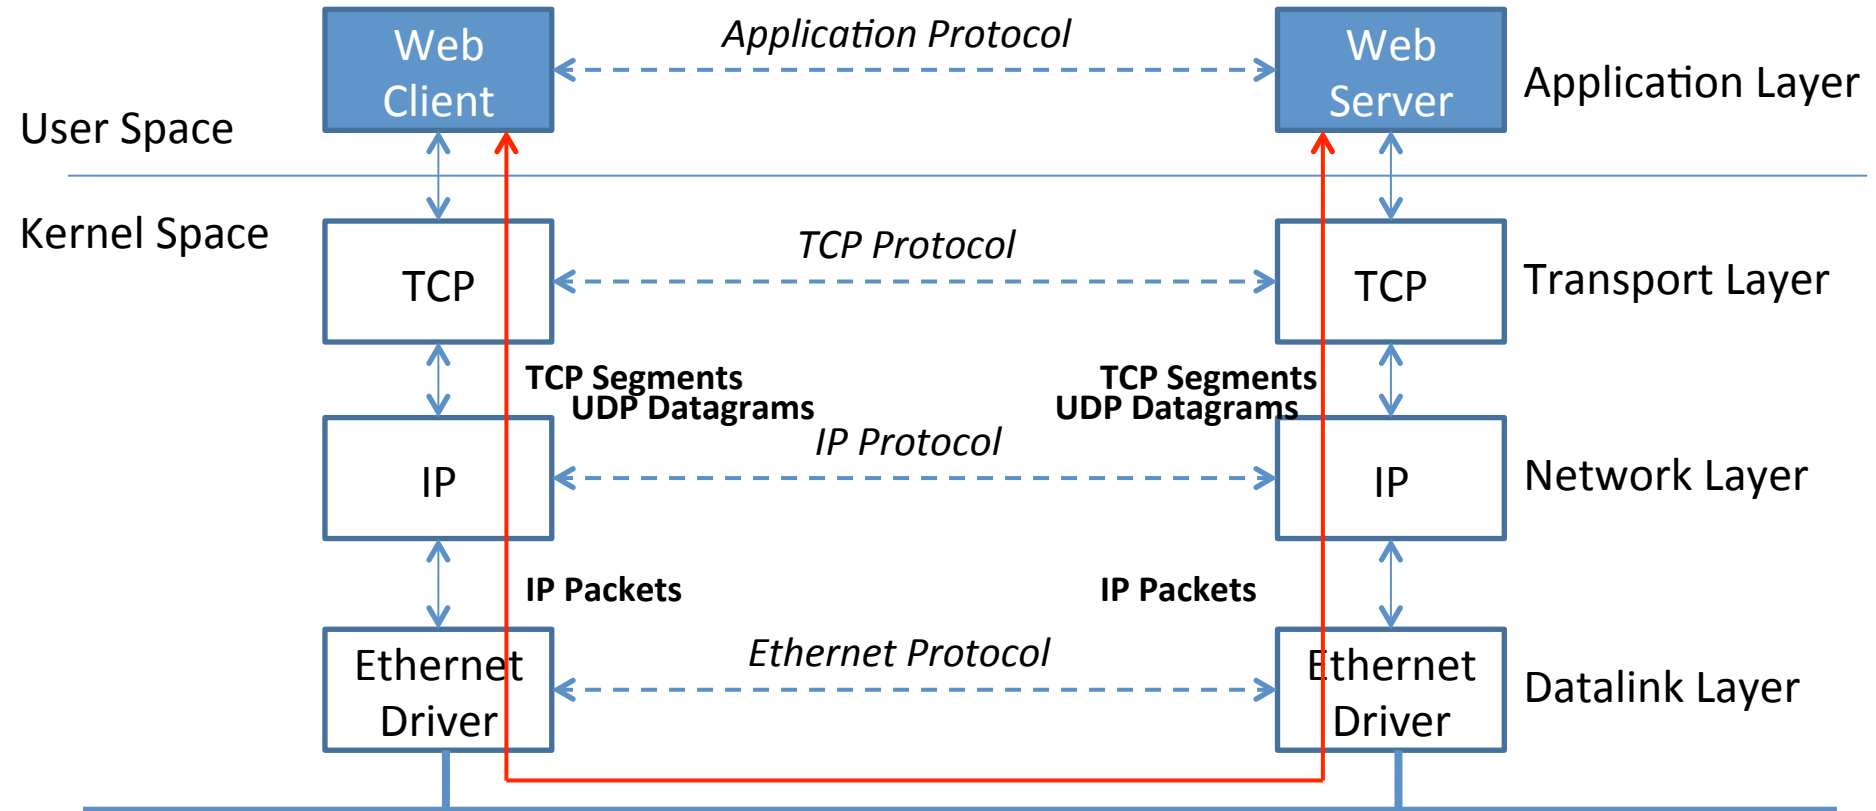 Web
Client
Application Protocol
Web
Server
Application Layer
User Space
Kernel Space
TCP
TCP Protocol
TCP
Transport Layer
TCP Segments
UDP Datagrams
TCP Segments
UDP Datagrams
IP
IP Protocol
IP
Network Layer
IP Packets
IP Packets
Ethernet
Driver
Ethernet Protocol
Ethernet
Driver
Datalink Layer